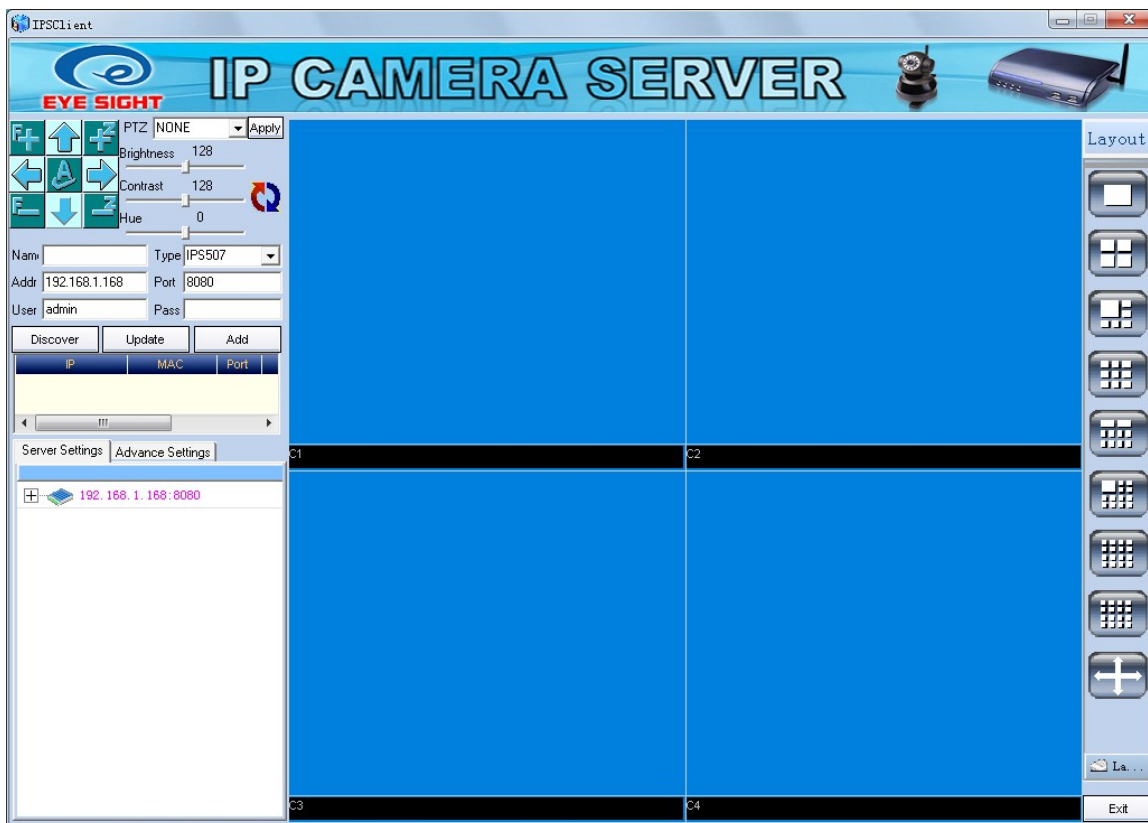 IPSClient
EYE SIGHT
IP CAMERA SERVER
F+ Z+ PTZ NONE Apply
Brightness 128
A
Contrast 128
F- Z-
Hue 0
Nam Type IPS507
Addr 192.168.1.168 Port 8080
User admin Pass
Discover Update Add
IP MAC Port
Server Settings Advance Settings
192.168.1.168:8080
C1 C2
C3 C4
Layout
La...
Exit